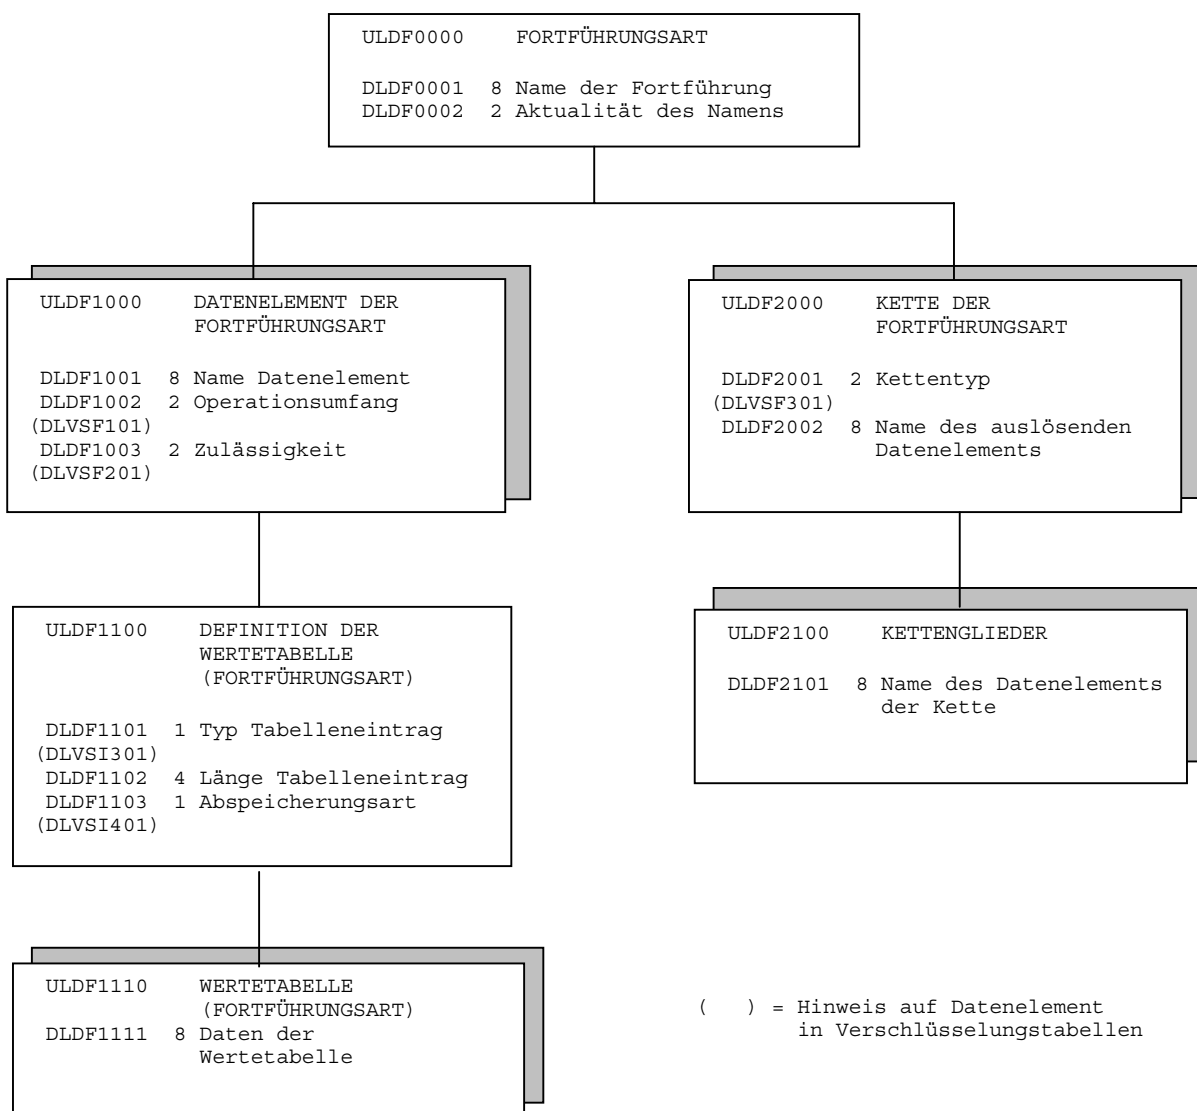 ULDF0000 FORTFÜHRUNGSART
DLDF0001 8 Name der Fortführung
DLDF0002 2 Aktualität des Namens
ULDF1000 DATENELEMENT DER
FORTFÜHRUNGSART
DLDF1001 8 Name Datenelement
DLDF1002 2 Operationsumfang
(DLVSF101)
DLDF1003 2 Zulässigkeit
(DLVSF201)
ULDF2000 KETTE DER
FORTFÜHRUNGSART
DLDF2001 2 Kettentyp
(DLVSF301)
DLDF2002 8 Name des auslösenden
Datenelements
ULDF1100 DEFINITION DER
WERTETABELLE
(FORTFÜHRUNGSART)
DLDF1101 1 Typ Tabelleneintrag
(DLVSI301)
DLDF1102 4 Länge Tabelleneintrag
DLDF1103 1 Abspeicherungsart
(DLVSI401)
ULDF2100 KETTENGLIEDER
DLDF2101 8 Name des Datenelements
der Kette
ULDF1110 WERTETABELLE
(FORTFÜHRUNGSART)
DLDF1111 8 Daten der
Wertetabelle
( ) = Hinweis auf Datenelement
in Verschlüsselungstabellen